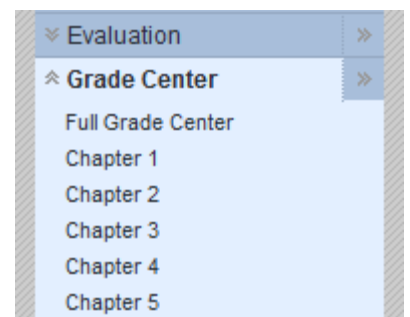 Evaluation
Grade Center
Full Grade Center
Chapter 1
Chapter 2
Chapter 3
Chapter 4
Chapter 5